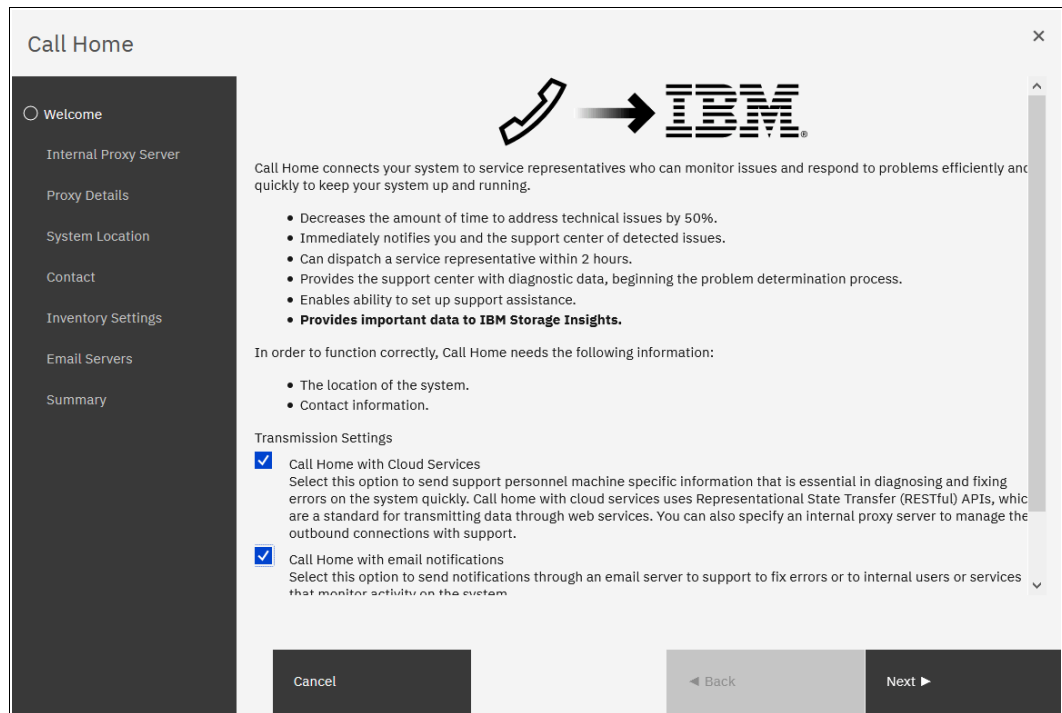 Call Home
Welcome
Internal Proxy Server
Proxy Details
System Location
Contact
Inventory Settings
Email Servers
Summary
IBM
®
Call Home connects your system to service representatives who can monitor issues and respond to problems efficiently and
quickly to keep your system up and running.
• Decreases the amount of time to address technical issues by 50%.
• Immediately notifies you and the support center of detected issues.
• Can dispatch a service representative within 2 hours.
• Provides the support center with diagnostic data, beginning the problem determination process.
• Enables ability to set up support assistance.
• Provides important data to IBM Storage Insights.
In order to function correctly, Call Home needs the following information:
• The location of the system.
• Contact information.
Transmission Settings
Call Home with Cloud Services
Select this option to send support personnel machine specific information that is essential in diagnosing and fixing
errors on the system quickly. Call home with cloud services uses Representational State Transfer (RESTful) APIs, whic
are a standard for transmitting data through web services. You can also specify an internal proxy server to manage the
outbound connections with support.
Call Home with email notifications
Select this option to send notifications through an email server to support to fix errors or to internal users or services
that monitor activity on the system
Cancel
◄ Back
Next ►